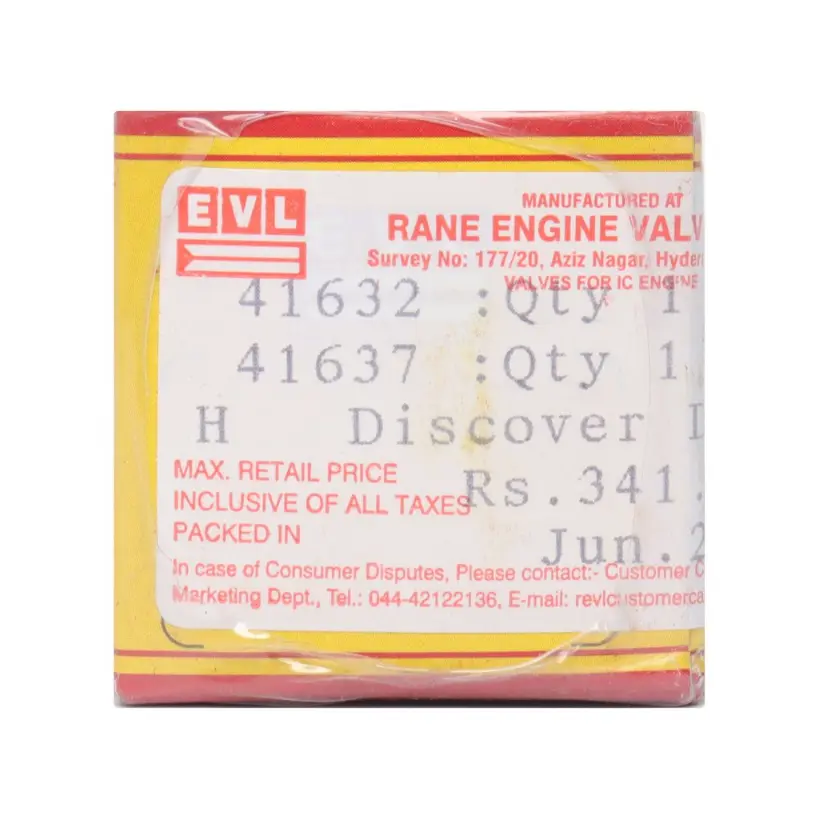 EVL
MANUFACTURED AT
RANE ENGINE VALV
Survey No: 177/20, Aziz Nagar, Hyder
VALVES FOR IC ENGINE
41632 :Qty 1
41637 :Qty 1
H Discover
MAX. RETAIL PRICE
INCLUSIVE OF ALL TAXES Rs.341.
PACKED IN Jun.2
In case of Consumer Disputes, Please contact:- Customer C
Marketing Dept., Tel.: 044-42122136, E-mail: revlcustomerca